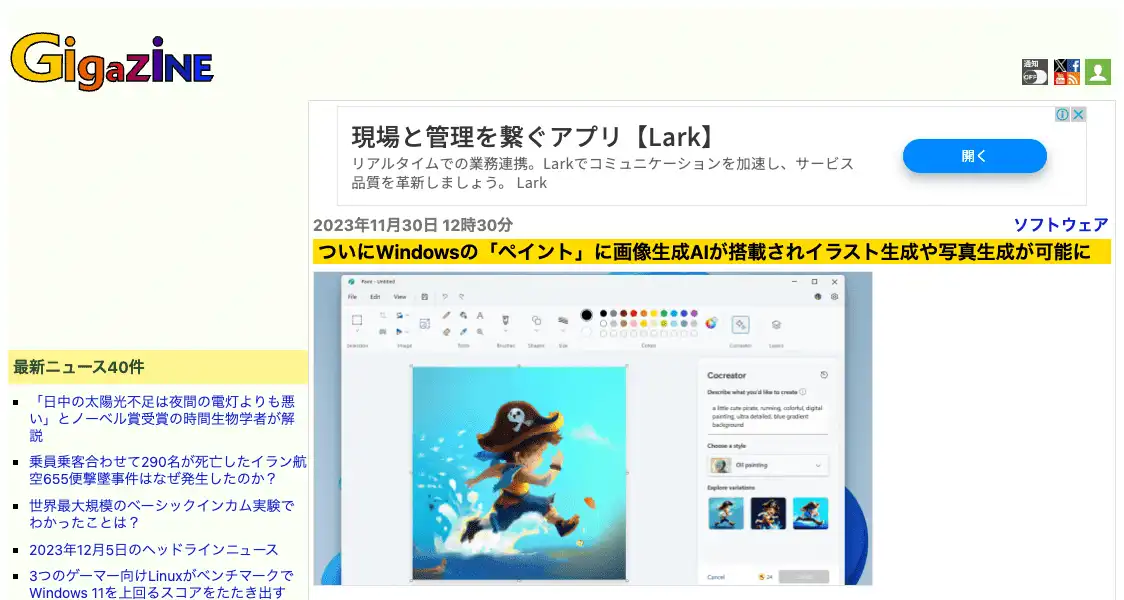 GigaZiNE
通知
OFF
現場と管理を繋ぐアプリ【Lark】
リアルタイムでの業務連携。Larkでコミュニケーションを加速し、サービス
品質を革新しましょう。 Lark
開く
2023年11月30日 12時30分
ソフトウェア
ついにWindowsの「ペイント」に画像生成AIが搭載されイラスト生成や写真生成が可能に
Paint - Untitled
File Edit View
Selection Image Tools Brushes Shapes Size Colors Cocreator Layers
Cocreator
Describe what you'd like to create
a little cute pirate, running, colorful, digital
painting, ultra detailed, blue gradient
background
Choose a style
Oil painting
Explore variations
Cancel
24
最新ニュース40件
「日中の太陽光不足は夜間の電灯よりも悪
い」とノーベル賞受賞の時間生物学者が解
説
乗員乗客合わせて290名が死亡したイラン航
空655便撃墜事件はなぜ発生したのか？
世界最大規模のベーシックインカム実験で
わかったことは？
2023年12月5日のヘッドラインニュース
3つのゲーマー向けLinuxがベンチマークで
Windows 11を上回るスコアをたたき出す